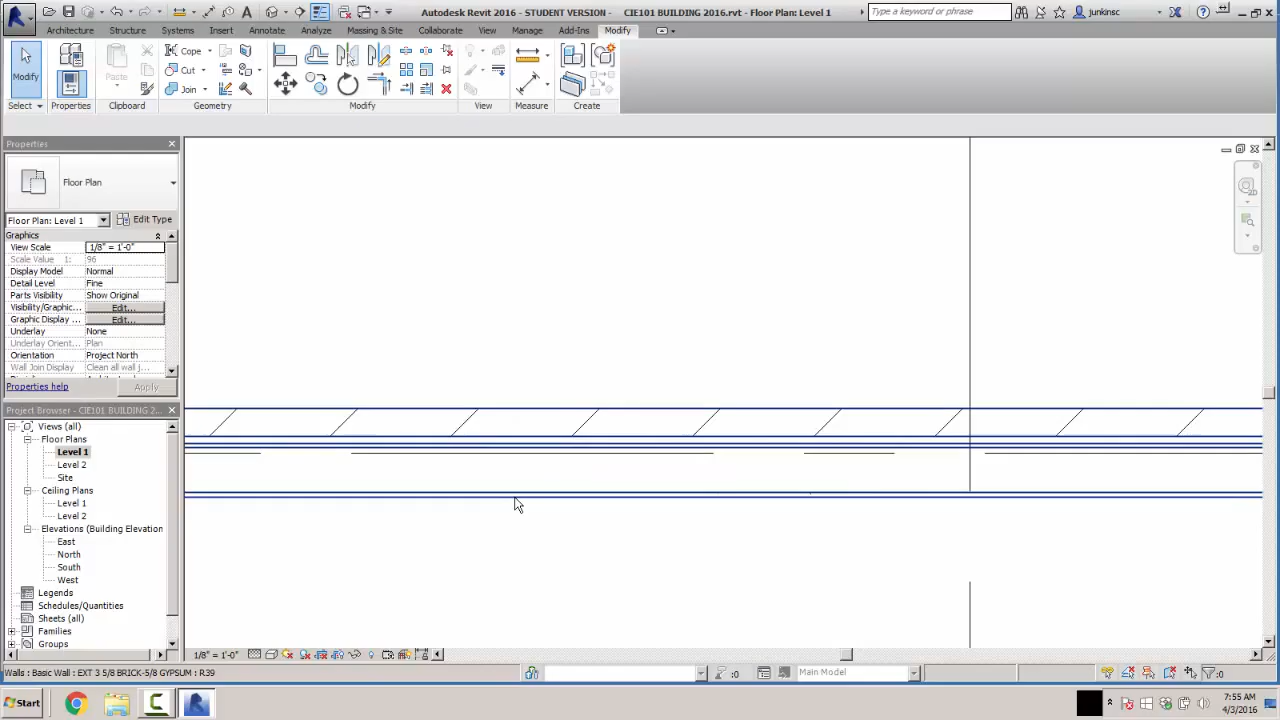 Autodesk Revit 2016 - STUDENT VERSION - CIE101 BUILDING 2016.rvt - Floor Plan: Level 1
Type a keyword or phrase
junkinsc
Architecture Structure Systems Insert Annotate Analyze Massing & Site Collaborate View Manage Add-Ins Modify
Modify
Paste
Cope
Cut
Join
Select Properties Clipboard Geometry Modify View Measure Create
Properties
Floor Plan
Floor Plan: Level 1 Edit Type
Graphics
View Scale 1/8" = 1'-0"
Scale Value 1: 96
Display Model Normal
Detail Level Fine
Parts Visibility Show Original
Visibility/Graphic... Edit...
Graphic Display ... Edit...
Underlay None
Underlay Orient... Plan
Orientation Project North
Wall Join Display Clean all wall j...
Properties help Apply
Project Browser - CIE101 BUILDING 2...
Views (all)
Floor Plans
Level 1
Level 2
Site
Ceiling Plans
Level 1
Level 2
Elevations (Building Elevation
East
North
South
West
Legends
Schedules/Quantities
Sheets (all)
Families
Groups
2D
1/8" = 1'-0"
Walls : Basic Wall : EXT 3 5/8 BRICK-5/8 GYPSUM : R39
:0
Main Model
:0
Start
7:55 AM
4/3/2016